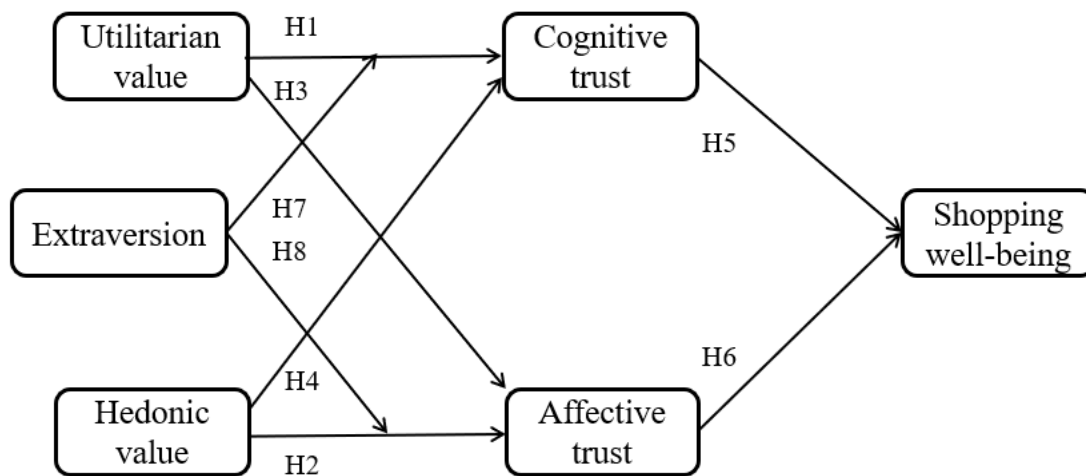 Utilitarian
value
H1
Cognitive
trust
H3
H5
Extraversion
H7
H8
Shopping
well-being
H4
H6
Hedonic
value
H2
Affective
trust